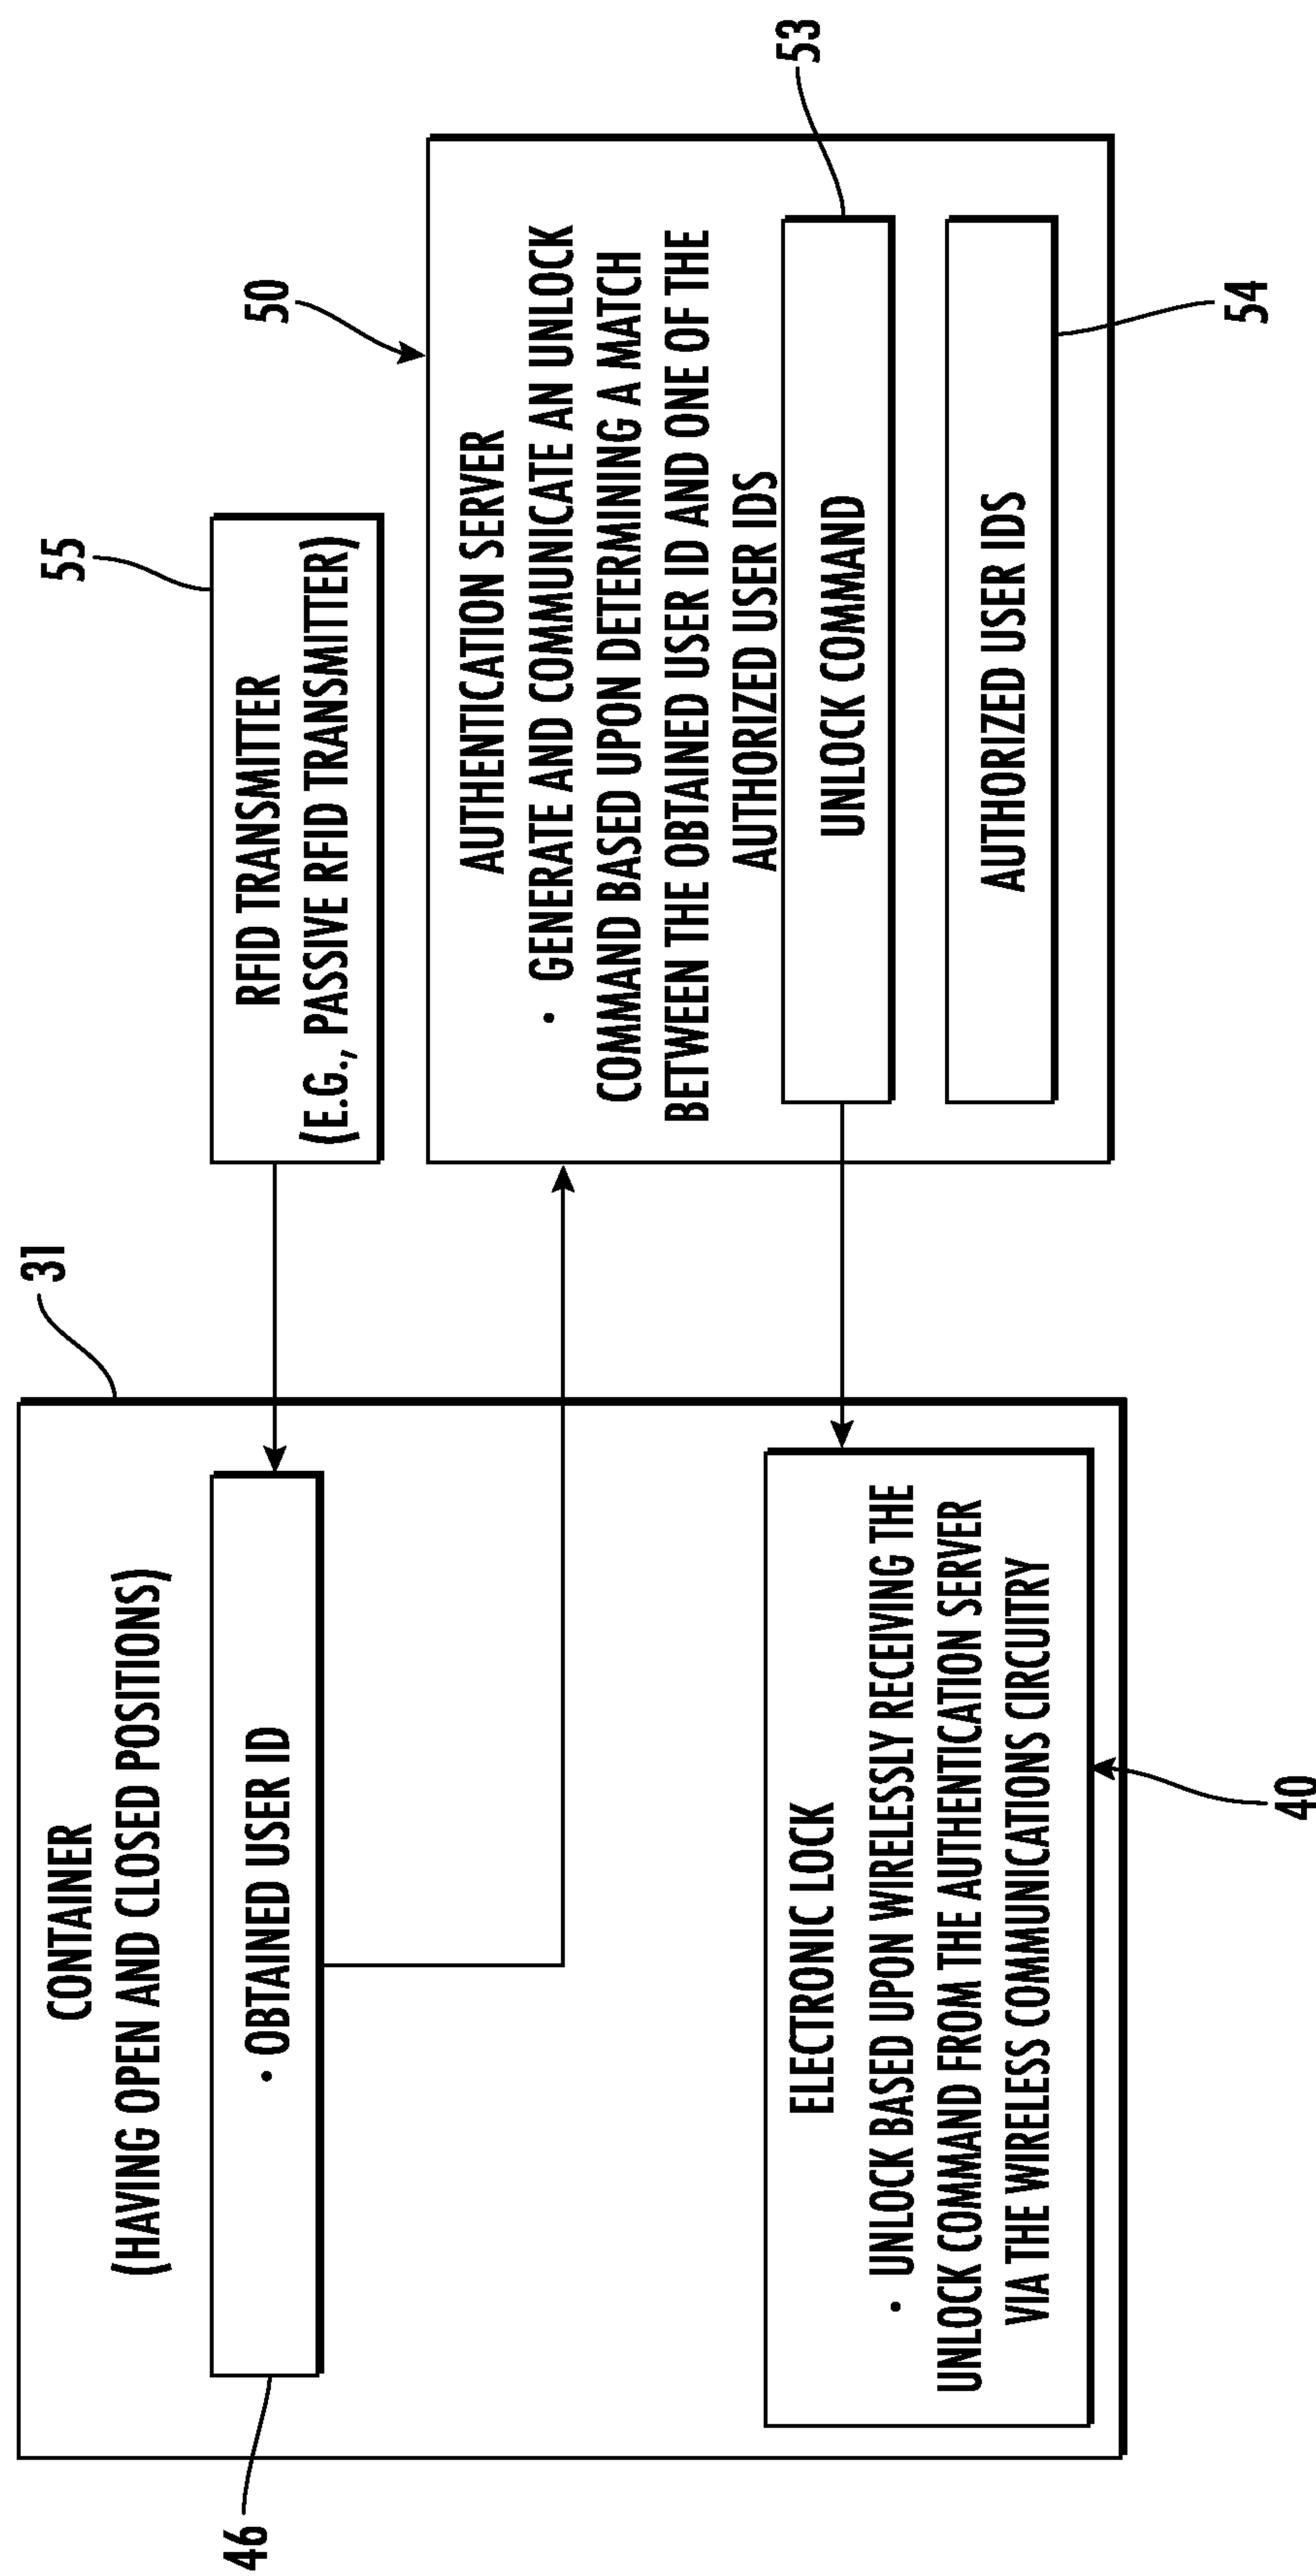 31
CONTAINER
(HAVING OPEN AND CLOSED POSITIONS)
46
• OBTAINED USER ID
ELECTRONIC LOCK
• UNLOCK BASED UPON WIRELESSLY RECEIVING THE
UNLOCK COMMAND FROM THE AUTHENTICATION SERVER
VIA THE WIRELESS COMMUNICATIONS CIRCUITRY
40
55
RFID TRANSMITTER
(E.G., PASSIVE RFID TRANSMITTER)
50
AUTHENTICATION SERVER
• GENERATE AND COMMUNICATE AN UNLOCK
COMMAND BASED UPON DETERMINING A MATCH
BETWEEN THE OBTAINED USER ID AND ONE OF THE
AUTHORIZED USER IDS
53
UNLOCK COMMAND
AUTHORIZED USER IDS
54